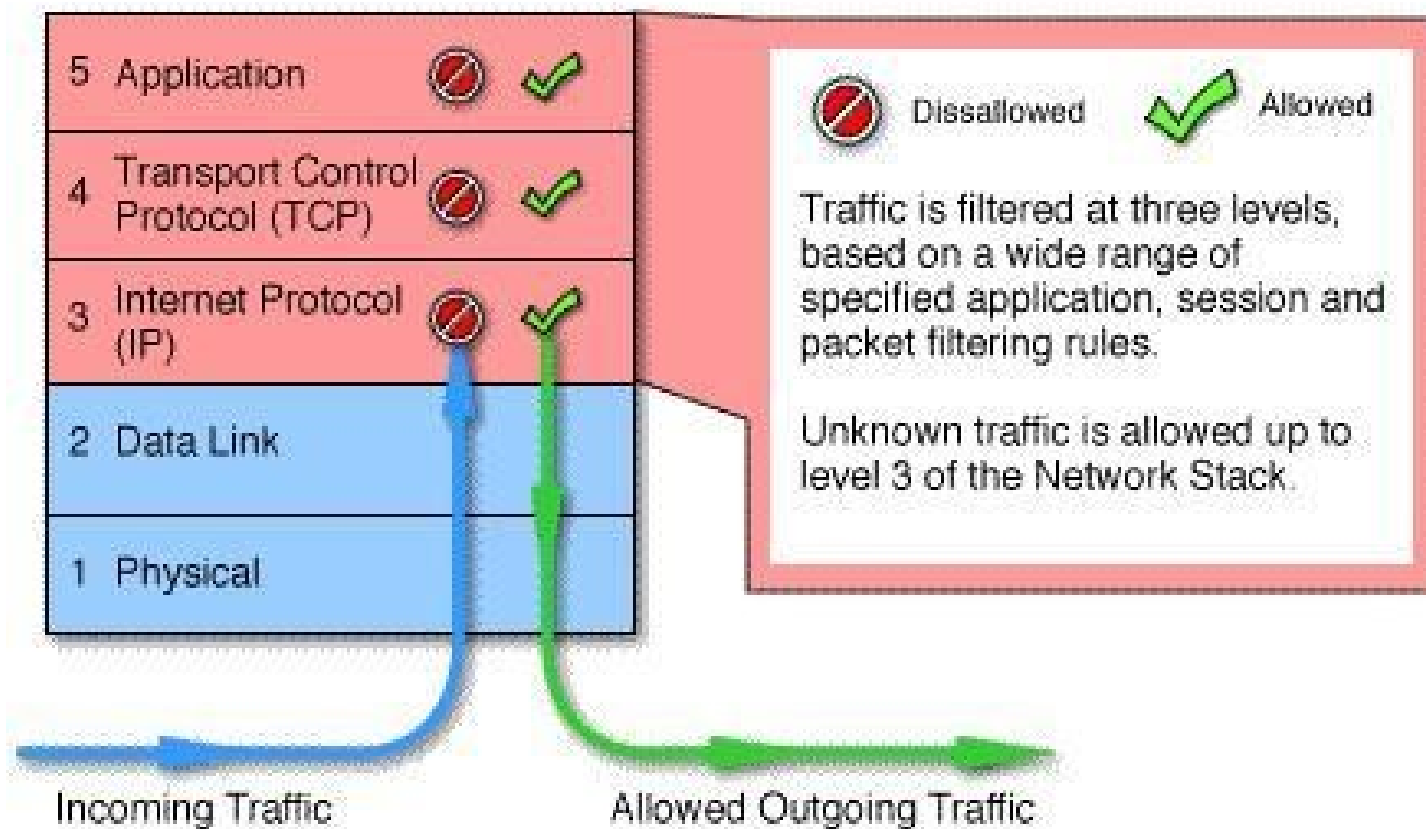 5 Application
4 Transport Control
Protocol (TCP)
3 Internet Protocol
(IP)
2 Data Link
1 Physical
Incoming Traffic
Allowed Outgoing Traffic
Dissallowed
Allowed
Traffic is filtered at three levels,
based on a wide range of
specified application, session and
packet filtering rules.
Unknown traffic is allowed up to
level 3 of the Network Stack.